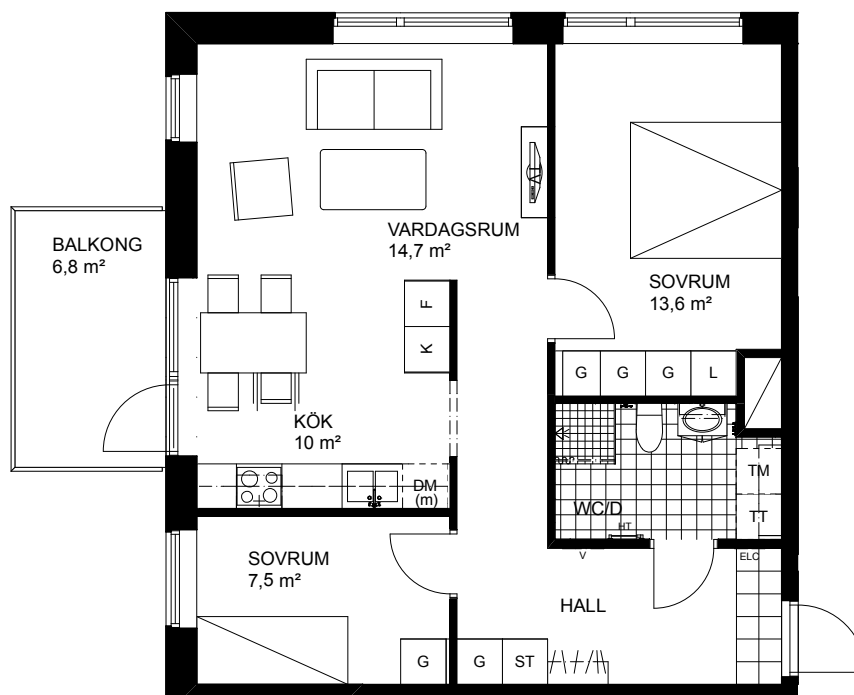 TV
BALKONG
6,8 m²
VARDAGSRUM
14,7 m²
SOVRUM
13,6 m²
F
K
G
G
G
L
KÖK
10 m²
DM
(m)
TM
TT
WC/D
HT
V
ELC
SOVRUM
7,5 m²
HALL
G
G
ST